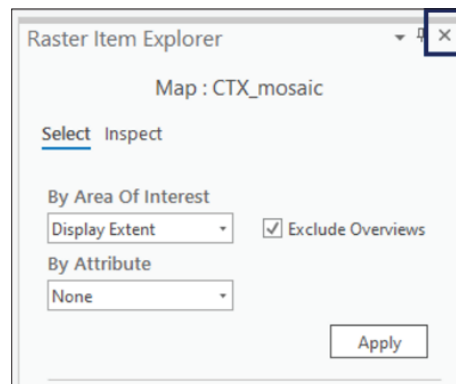 Raster Item Explorer
Map : CTX_mosaic
Select Inspect
By Area Of Interest
Display Extent Exclude Overviews
By Attribute
None
Apply